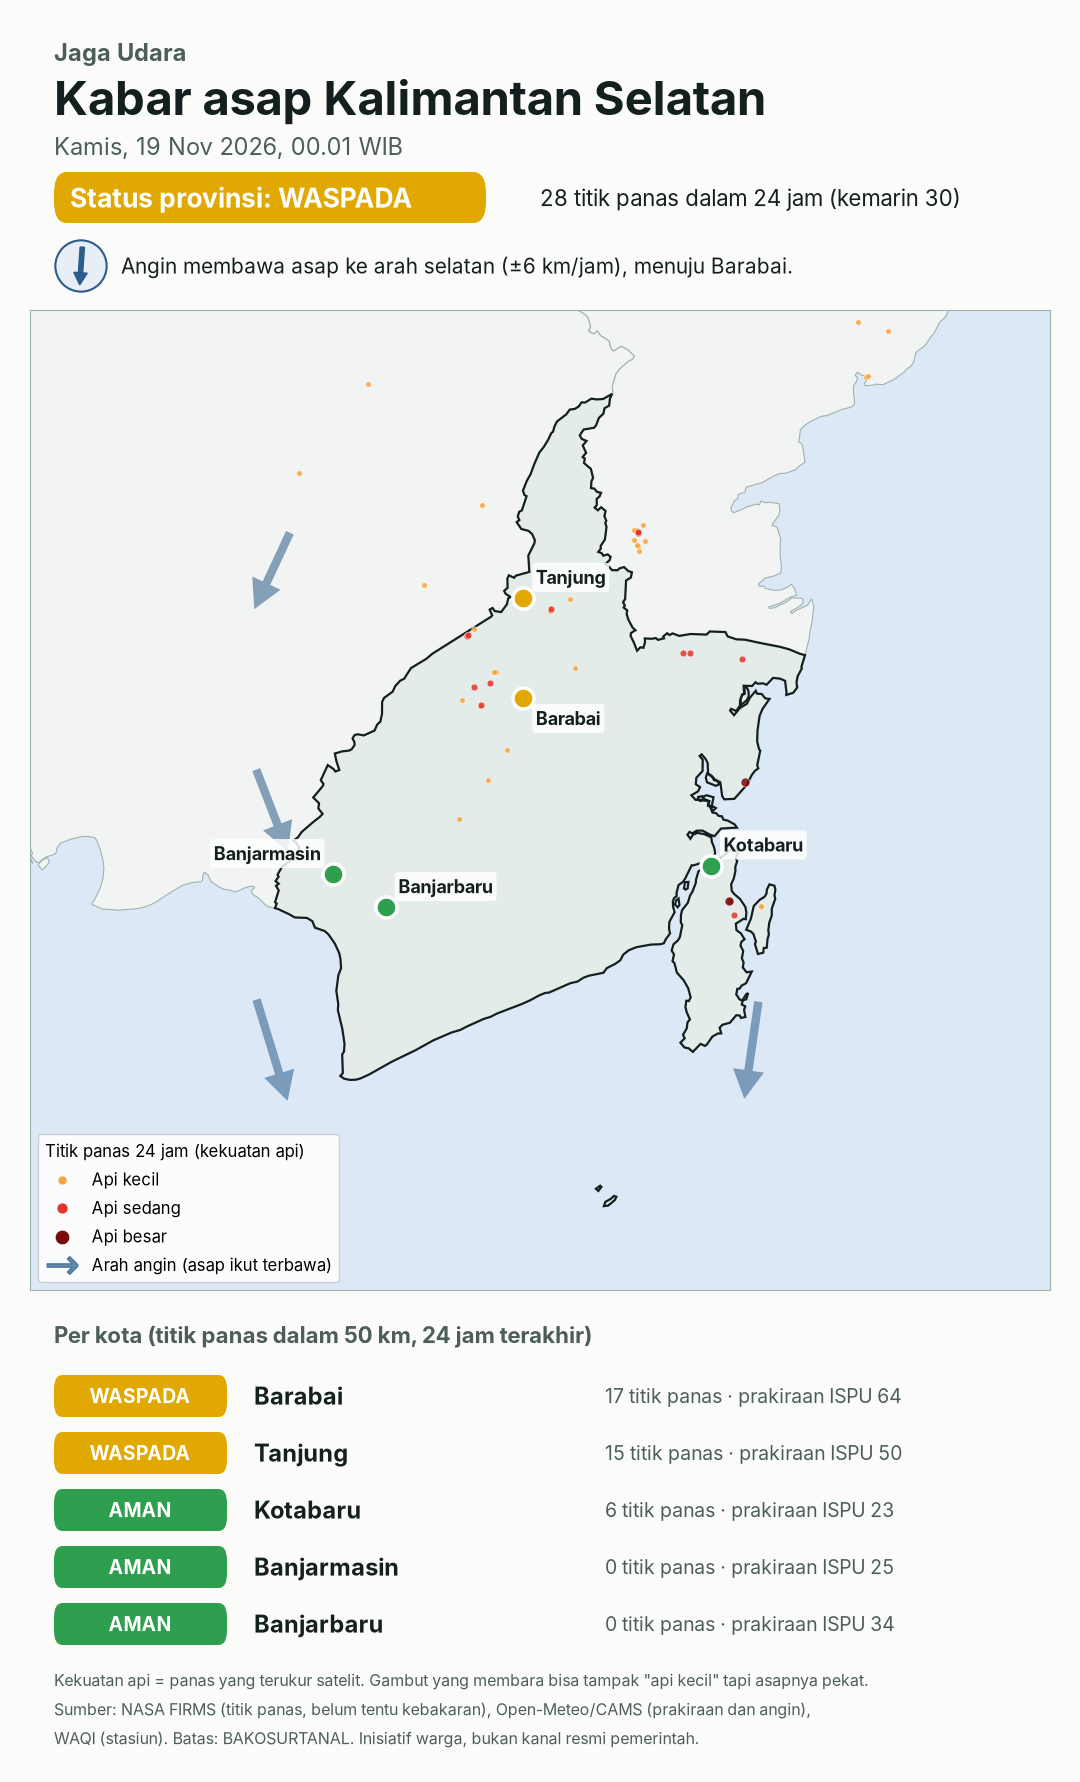 Jaga Udara
Kabar asap Kalimantan Selatan
Kamis, 19 Nov 2026, 00.01 WIB
Status provinsi: WASPADA
28 titik panas dalam 24 jam (kemarin 30)
Angin membawa asap ke arah selatan (±6 km/jam), menuju Barabai.
Tanjung
Barabai
Banjarmasin
Kotabaru
Banjarbaru
Titik panas 24 jam (kekuatan api)
Api kecil
Api sedang
Api besar
Arah angin (asap ikut terbawa)
Per kota (titik panas dalam 50 km, 24 jam terakhir)
WASPADA Barabai 17 titik panas · prakiraan ISPU 64
WASPADA Tanjung 15 titik panas · prakiraan ISPU 50
AMAN Kotabaru 6 titik panas · prakiraan ISPU 23
AMAN Banjarmasin 0 titik panas · prakiraan ISPU 25
AMAN Banjarbaru 0 titik panas · prakiraan ISPU 34
Kekuatan api = panas yang terukur satelit. Gambut yang membara bisa tampak "api kecil" tapi asapnya pekat.
Sumber: NASA FIRMS (titik panas, belum tentu kebakaran), Open-Meteo/CAMS (prakiraan dan angin),
WAQI (stasiun). Batas: BAKOSURTANAL. Inisiatif warga, bukan kanal resmi pemerintah.